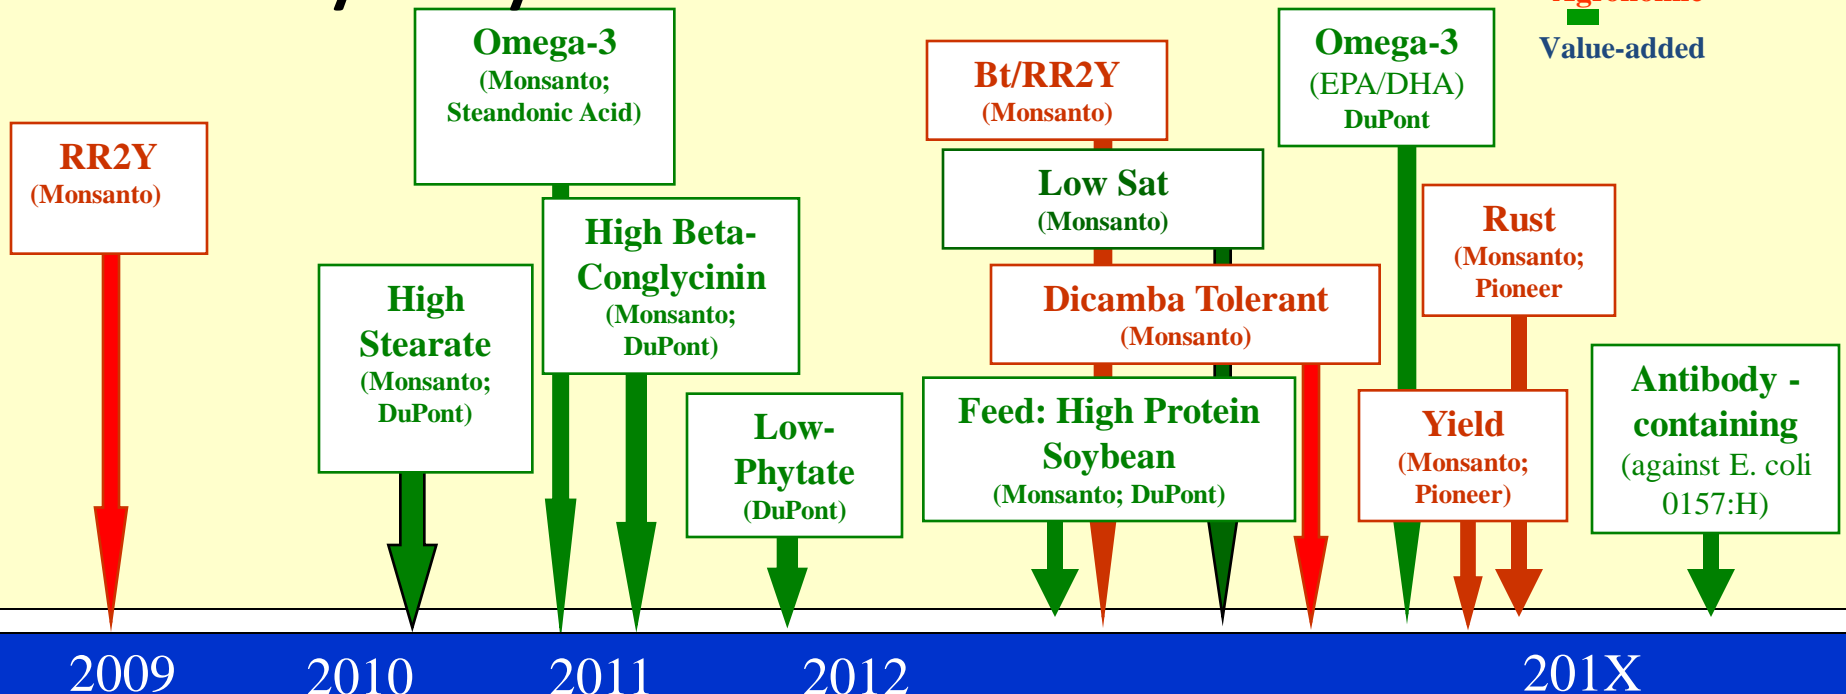 Omega-3
(Monsanto;
Steandonic Acid)
Bt/RR2Y
(Monsanto)
Omega-3
(EPA/DHA)
DuPont
Agronomic
Value-added
RR2Y
(Monsanto)
Low Sat
(Monsanto)
Rust
(Monsanto;
Pioneer
High Beta-
Conglycinin
(Monsanto;
DuPont)
High
Stearate
(Monsanto;
DuPont)
Dicamba Tolerant
(Monsanto)
Low-
Phytate
(DuPont)
Feed: High Protein
Soybean
(Monsanto; DuPont)
Yield
(Monsanto;
Pioneer)
Antibody -
containing
(against E. coli
0157:H)
2009
2010
2011
2012
201X